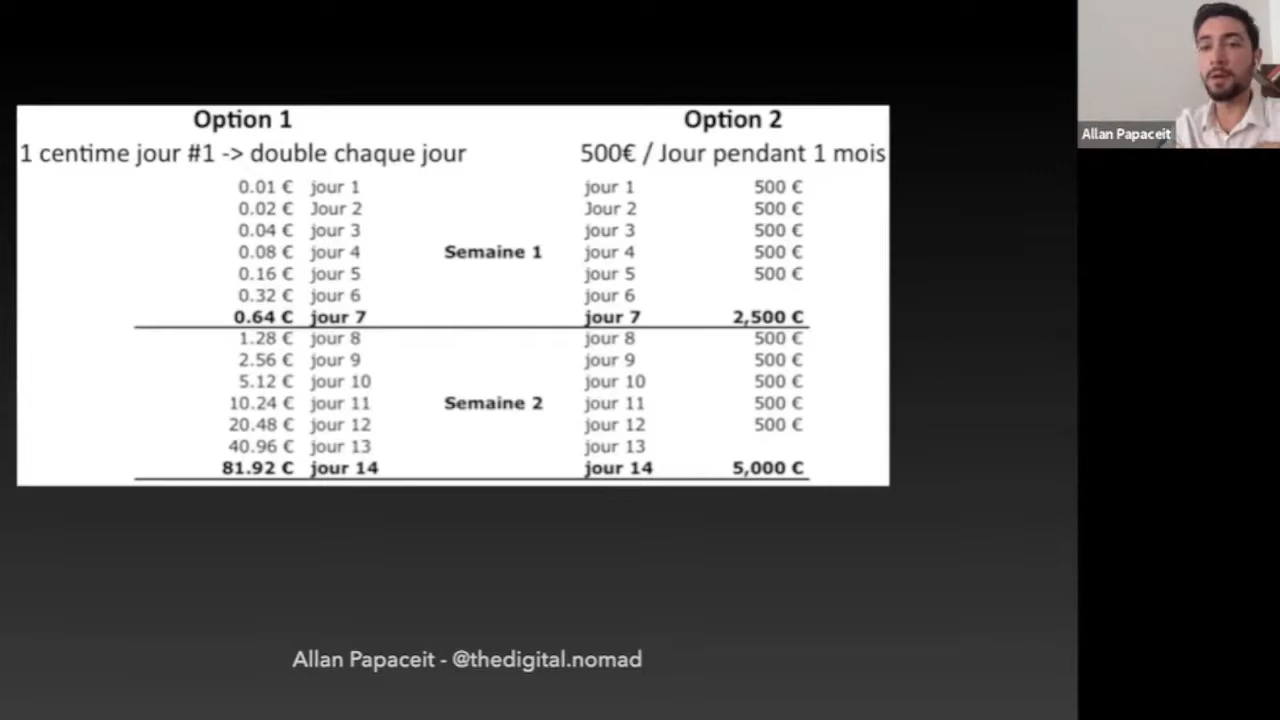 Option 1 Option 2
1 centime jour #1 -> double chaque jour 500€ / Jour pendant 1 mois
0.01 € jour 1 jour 1 500 €
0.02 € Jour 2 Jour 2 500 €
0.04 € jour 3 jour 3 500 €
0.08 € jour 4 Semaine 1 jour 4 500 €
0.16 € jour 5 jour 5 500 €
0.32 € jour 6 jour 6
0.64 € jour 7 jour 7 2,500 €
1.28 € jour 8 jour 8 500 €
2.56 € jour 9 jour 9 500 €
5.12 € jour 10 jour 10 500 €
10.24 € jour 11 Semaine 2 jour 11 500 €
20.48 € jour 12 jour 12 500 €
40.96 € jour 13 jour 13
81.92 € jour 14 jour 14 5,000 €
Allan Papaceit - @thedigital.nomad
Allan Papaceit